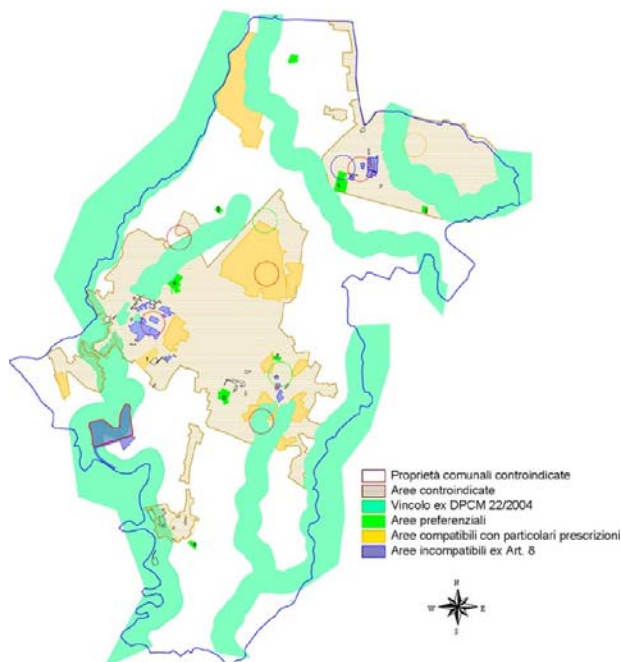 Proprietà comunali controindicate
Aree controindicate
Vincolo ex DPCM 22/2004
Aree preferenziali
Aree compatibili con particolari prescrizioni
Aree incompatibili ex Art. 8
N
W E
S